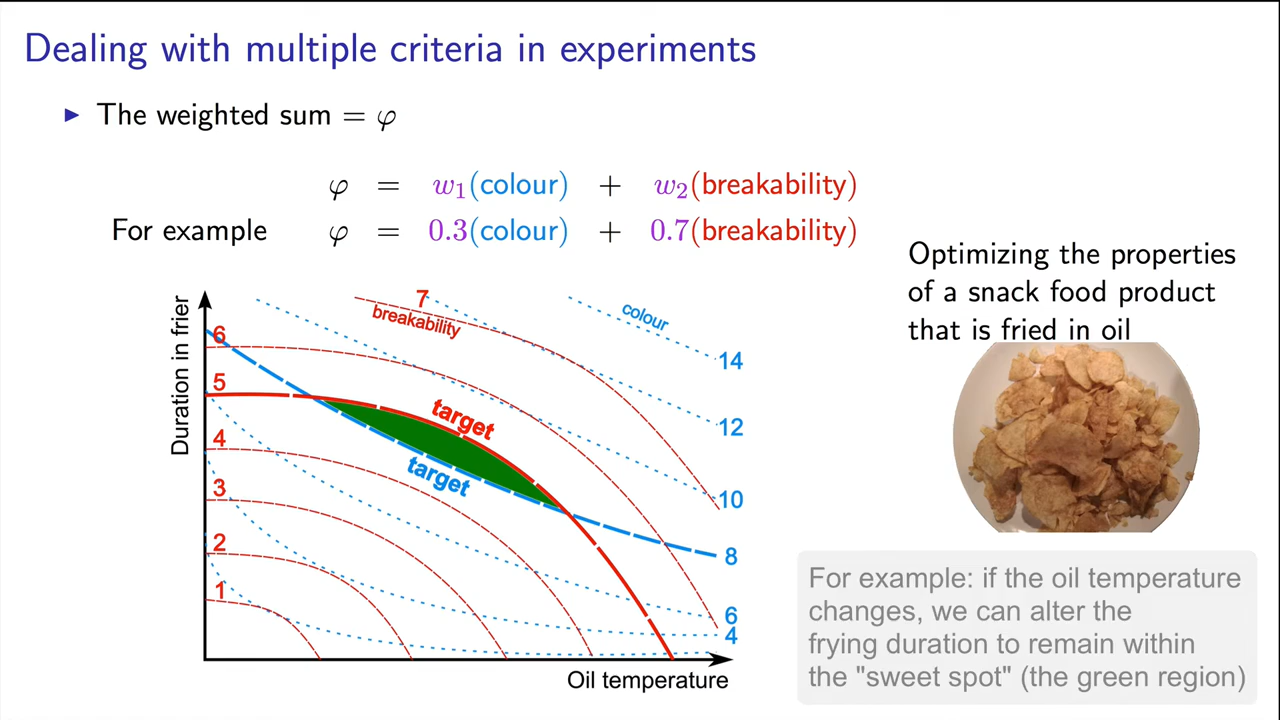 Dealing with multiple criteria in experiments
▶ The weighted sum = φ
φ = w₁(colour) + w₂(breakability)
For example φ = 0.3(colour) + 0.7(breakability)
Optimizing the properties
of a snack food product
that is fried in oil
Duration in frier
7
breakability
colour
6
14
5
target
12
4
target
3
10
2
8
1
6
4
Oil temperature
For example: if the oil temperature
changes, we can alter the
frying duration to remain within
the "sweet spot" (the green region)